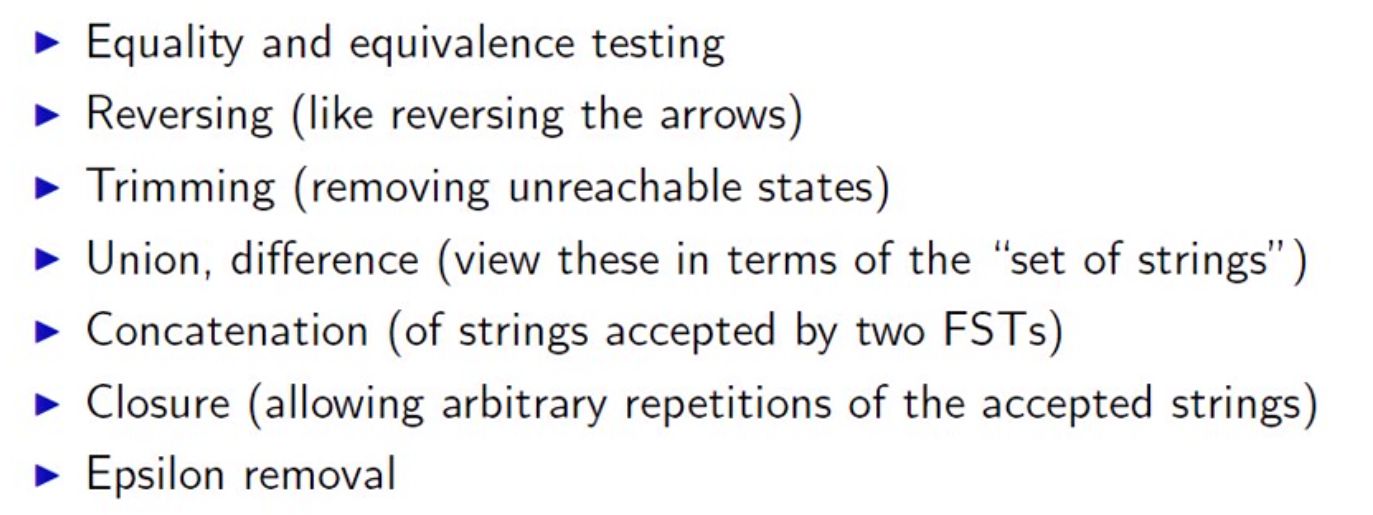 ▶ Equality and equivalence testing
▶ Reversing (like reversing the arrows)
▶ Trimming (removing unreachable states)
▶ Union, difference (view these in terms of the “set of strings”)
▶ Concatenation (of strings accepted by two FSTs)
▶ Closure (allowing arbitrary repetitions of the accepted strings)
▶ Epsilon removal